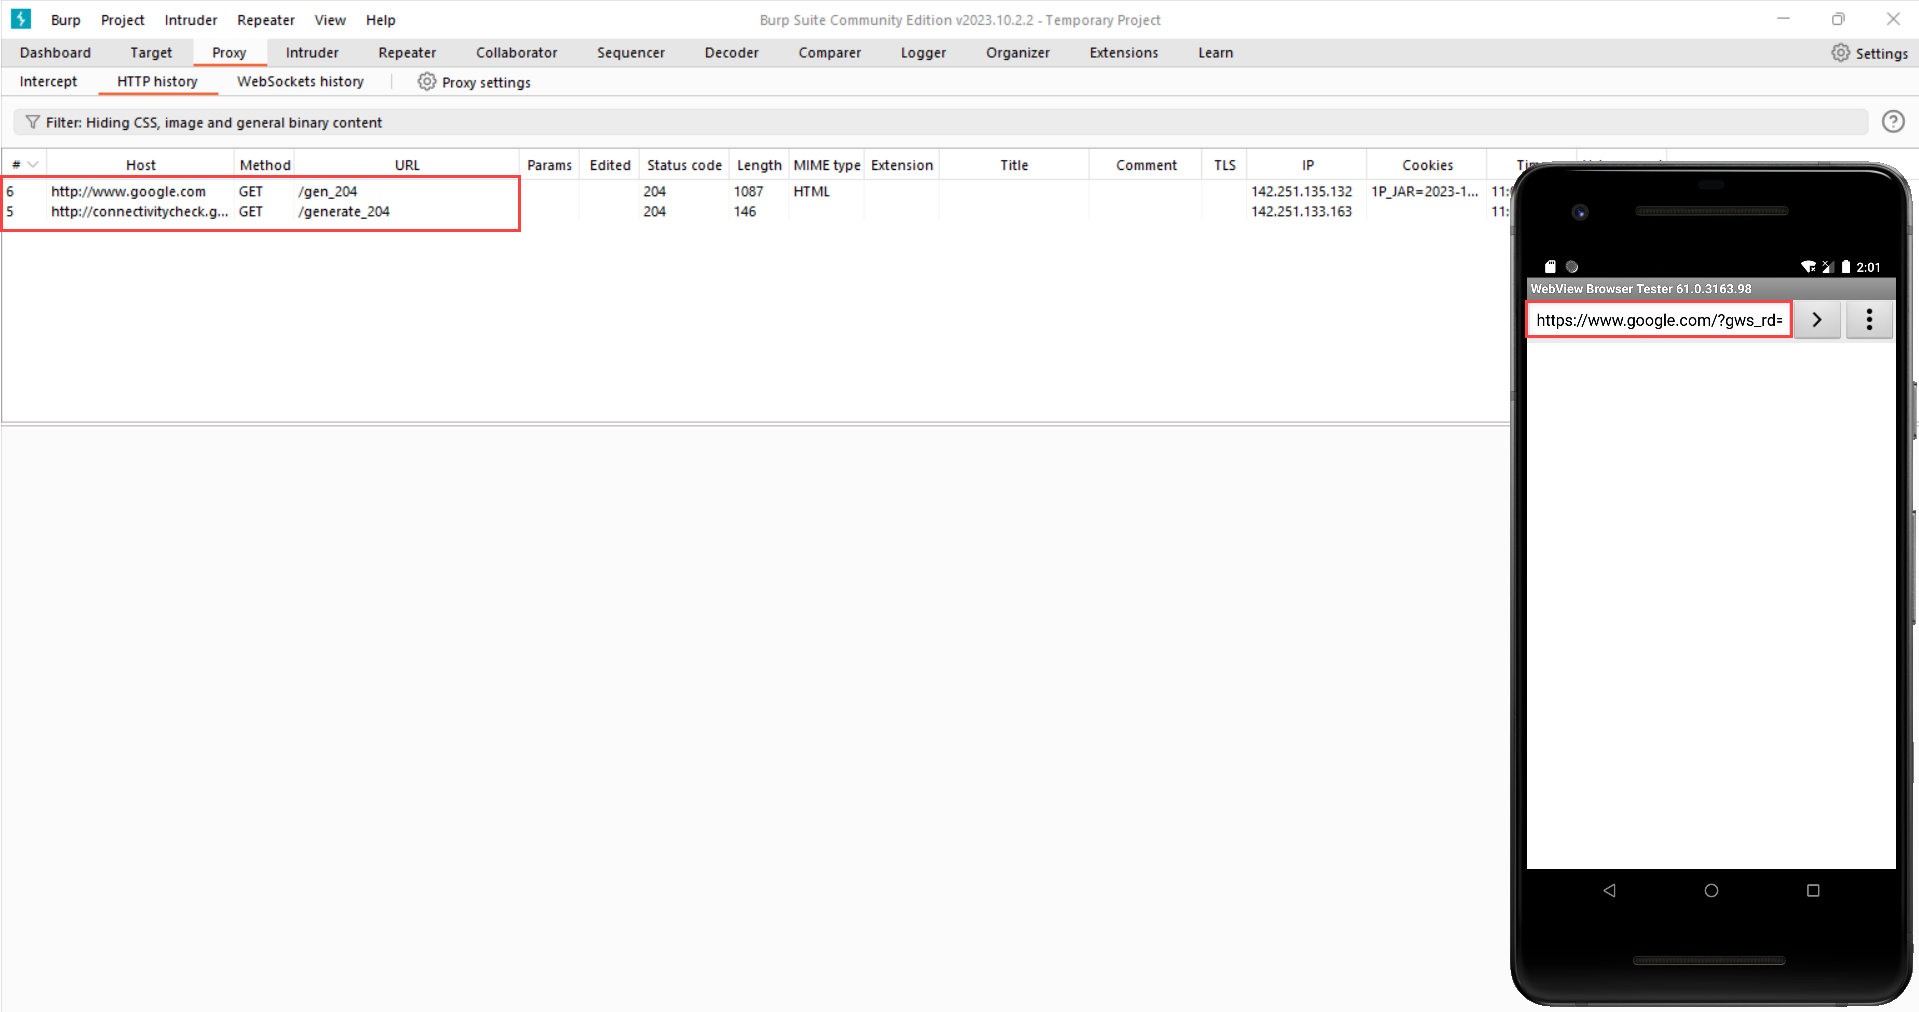 Burp Project Intruder Repeater View Help Burp Suite Community Edition v2023.10.2.2 - Temporary Project
Dashboard Target Proxy Intruder Repeater Collaborator Sequencer Decoder Comparer Logger Organizer Extensions Learn Settings
Intercept HTTP history WebSockets history Proxy settings
Filter: Hiding CSS, image and general binary content ?
# Host Method URL Params Edited Status code Length MIME type Extension Title Comment TLS IP Cookies
6 http://www.google.com GET /gen_204 204 1087 HTML 142.251.135.132 1P_JAR=2023-1...
5 http://connectivitycheck.g... GET /generate_204 204 146 142.251.133.163
2:01
WebView Browser Tester 61.0.3163.98
https://www.google.com/?gws_rd=